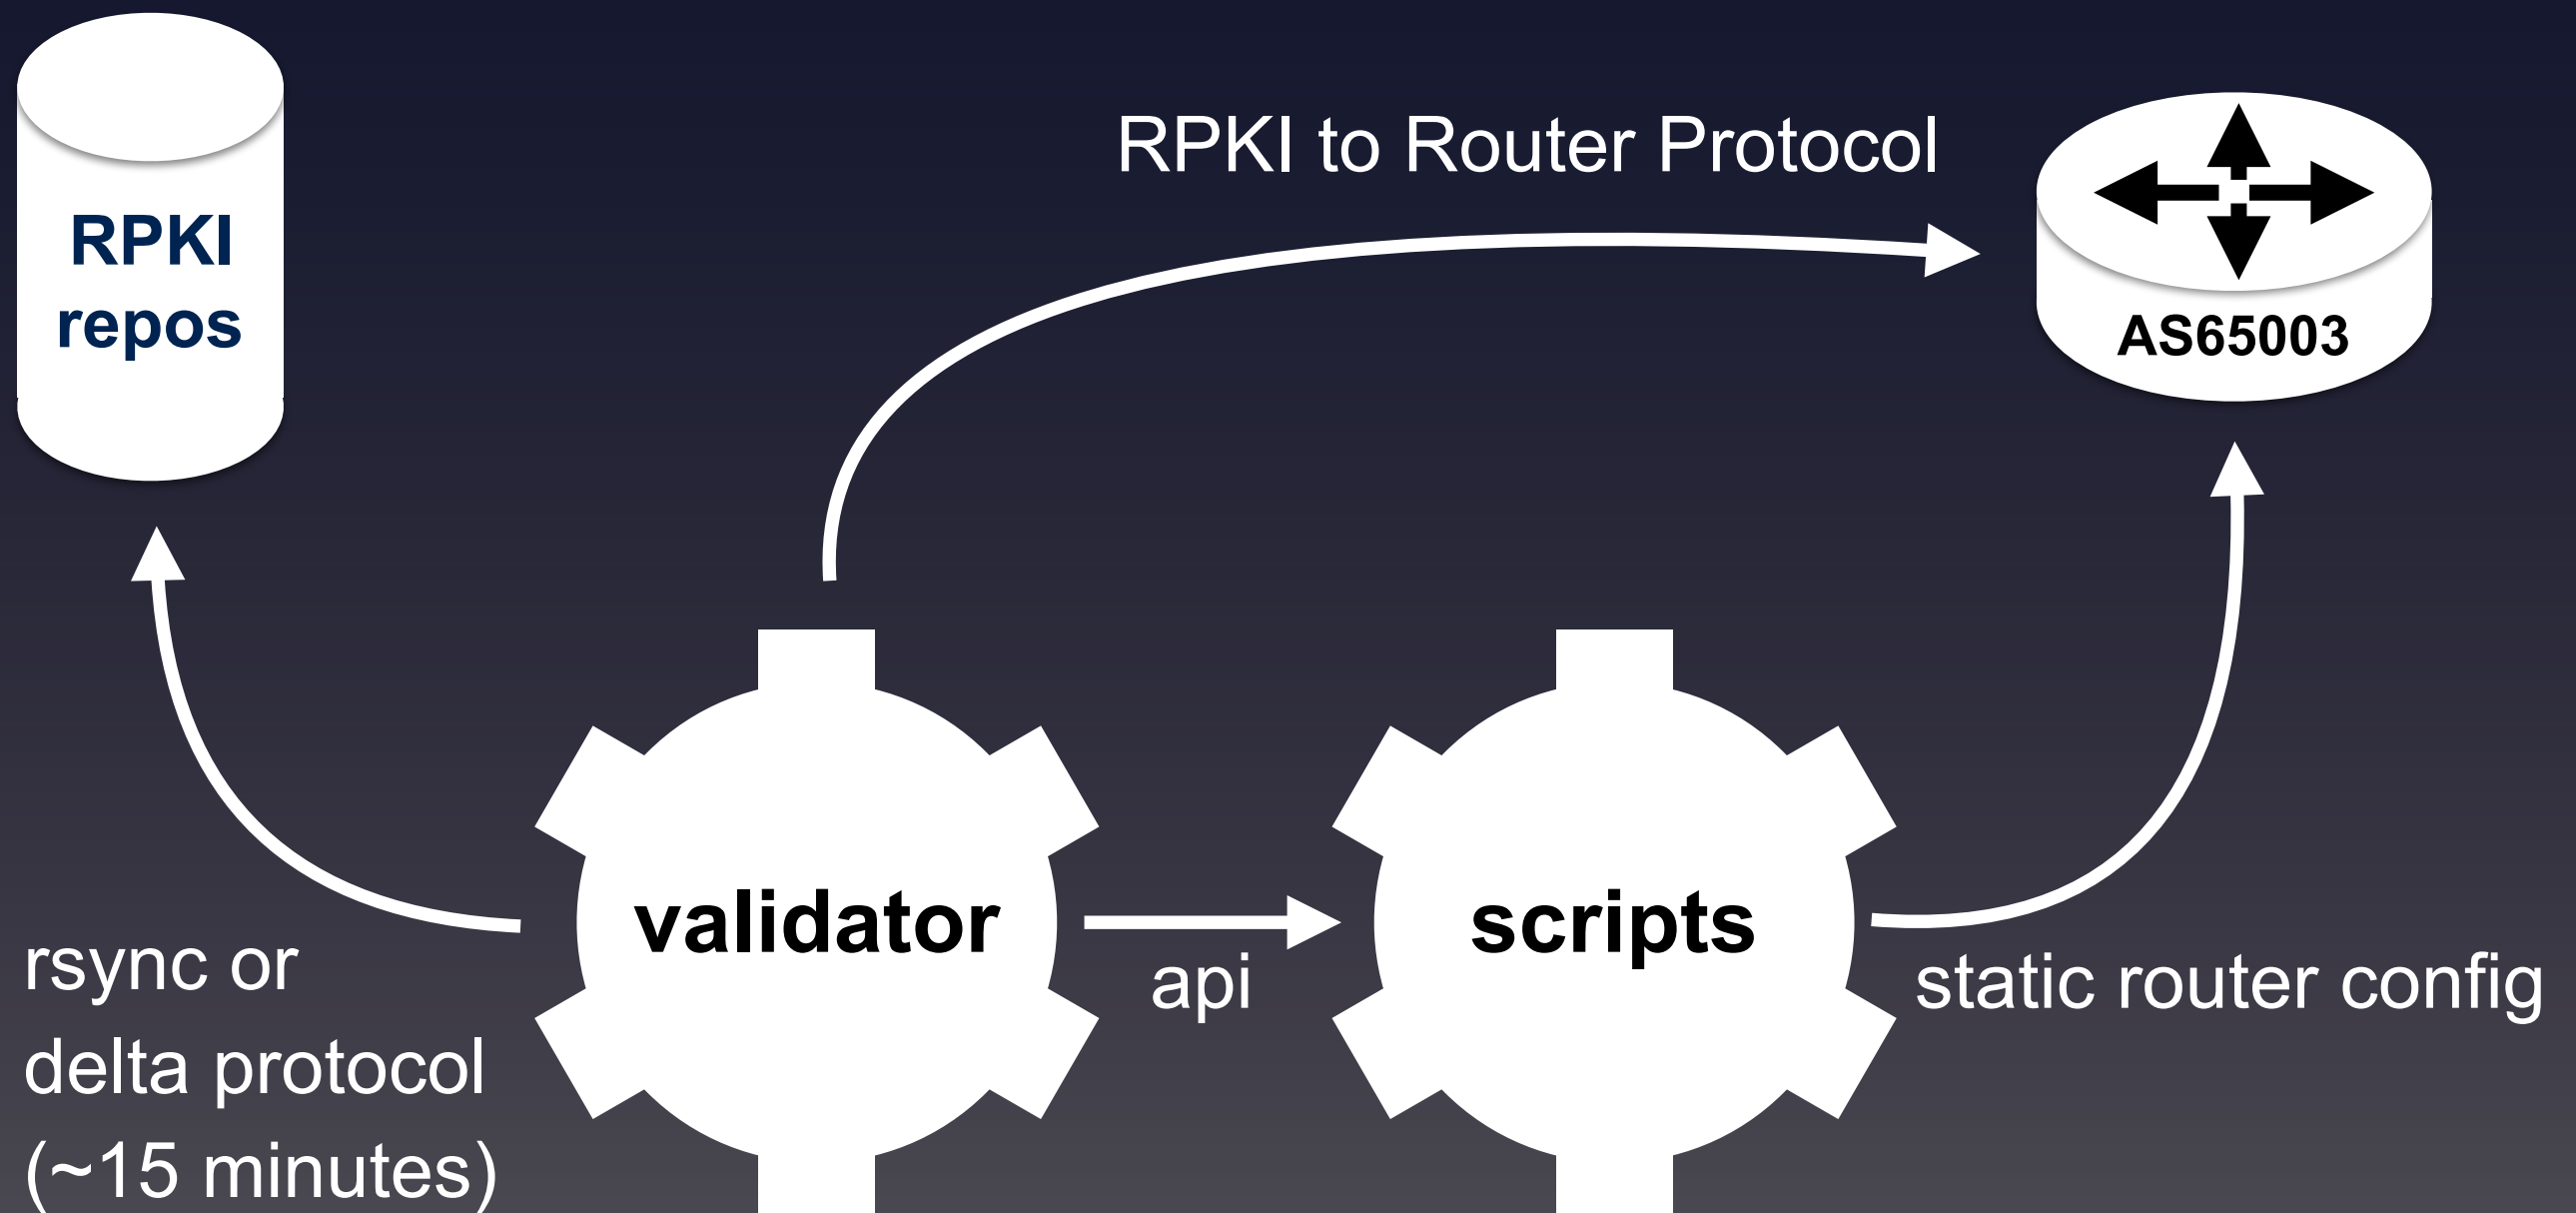 RPKI to Router Protocol
RPKI
repos
AS65003
validator
scripts
rsync or
delta protocol
(~15 minutes)
api
static router config